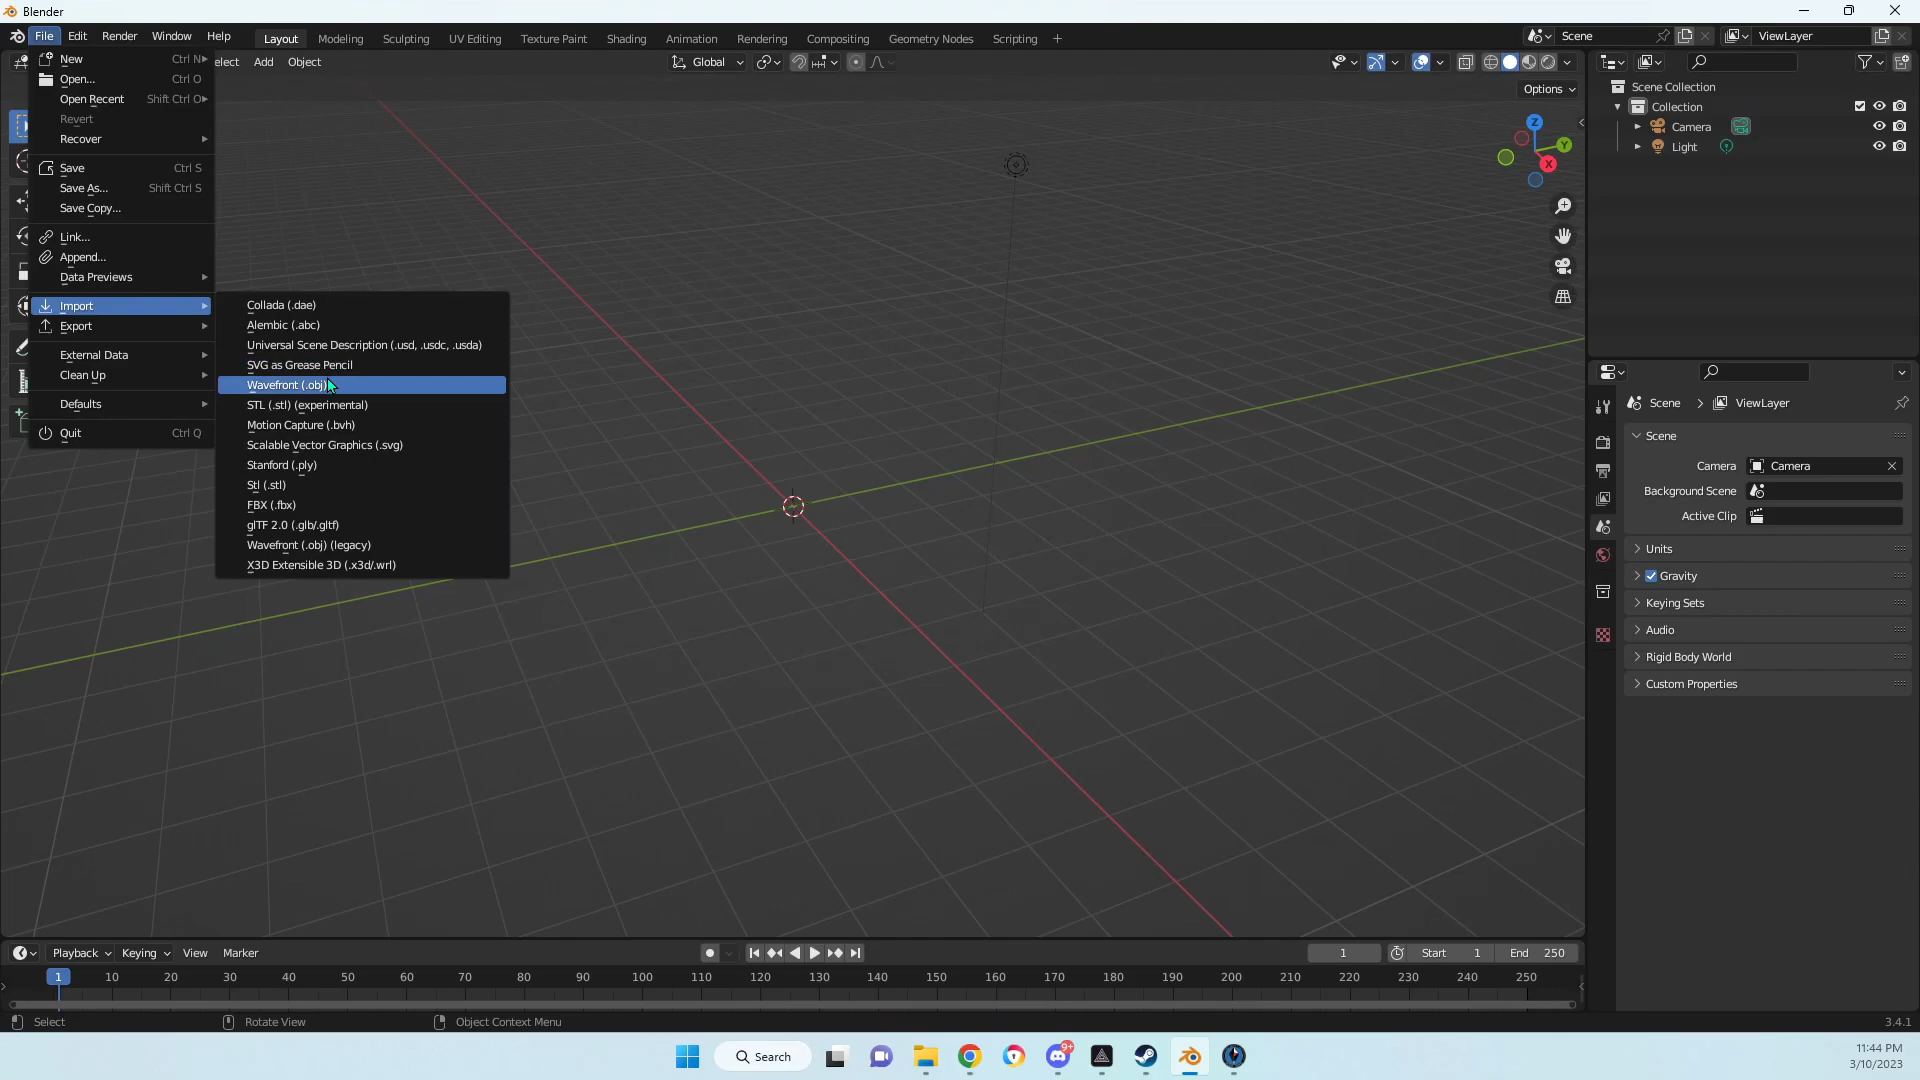 Blender
File Edit Render Window Help Layout Modeling Sculpting UV Editing Texture Paint Shading Animation Rendering Compositing Geometry Nodes Scripting + Scene ViewLayer
elect Add Object Global
Options
New Ctrl N
Open... Ctrl O
Open Recent Shift Ctrl O
Revert
Recover
Save Ctrl S
Save As... Shift Ctrl S
Save Copy...
Link...
Append...
Data Previews
Import
Export
External Data
Clean Up
Defaults
Quit Ctrl Q
Collada (.dae)
Alembic (.abc)
Universal Scene Description (.usd, .usdc, .usda)
SVG as Grease Pencil
Wavefront (.obj)
STL (.stl) (experimental)
Motion Capture (.bvh)
Scalable Vector Graphics (.svg)
Stanford (.ply)
Stl (.stl)
FBX (.fbx)
glTF 2.0 (.glb/.gltf)
Wavefront (.obj) (legacy)
X3D Extensible 3D (.x3d/.wrl)
Z
Y
X
Scene Collection
Collection
Camera
Light
Scene > ViewLayer
Scene
Camera Camera
Background Scene
Active Clip
Units
Gravity
Keying Sets
Audio
Rigid Body World
Custom Properties
Playback Keying View Marker 1 Start 1 End 250
1 10 20 30 40 50 60 70 80 90 100 110 120 130 140 150 160 170 180 190 200 210 220 230 240 250
Select Rotate View Object Context Menu 3.4.1
Search
9+
11:44 PM
3/10/2023